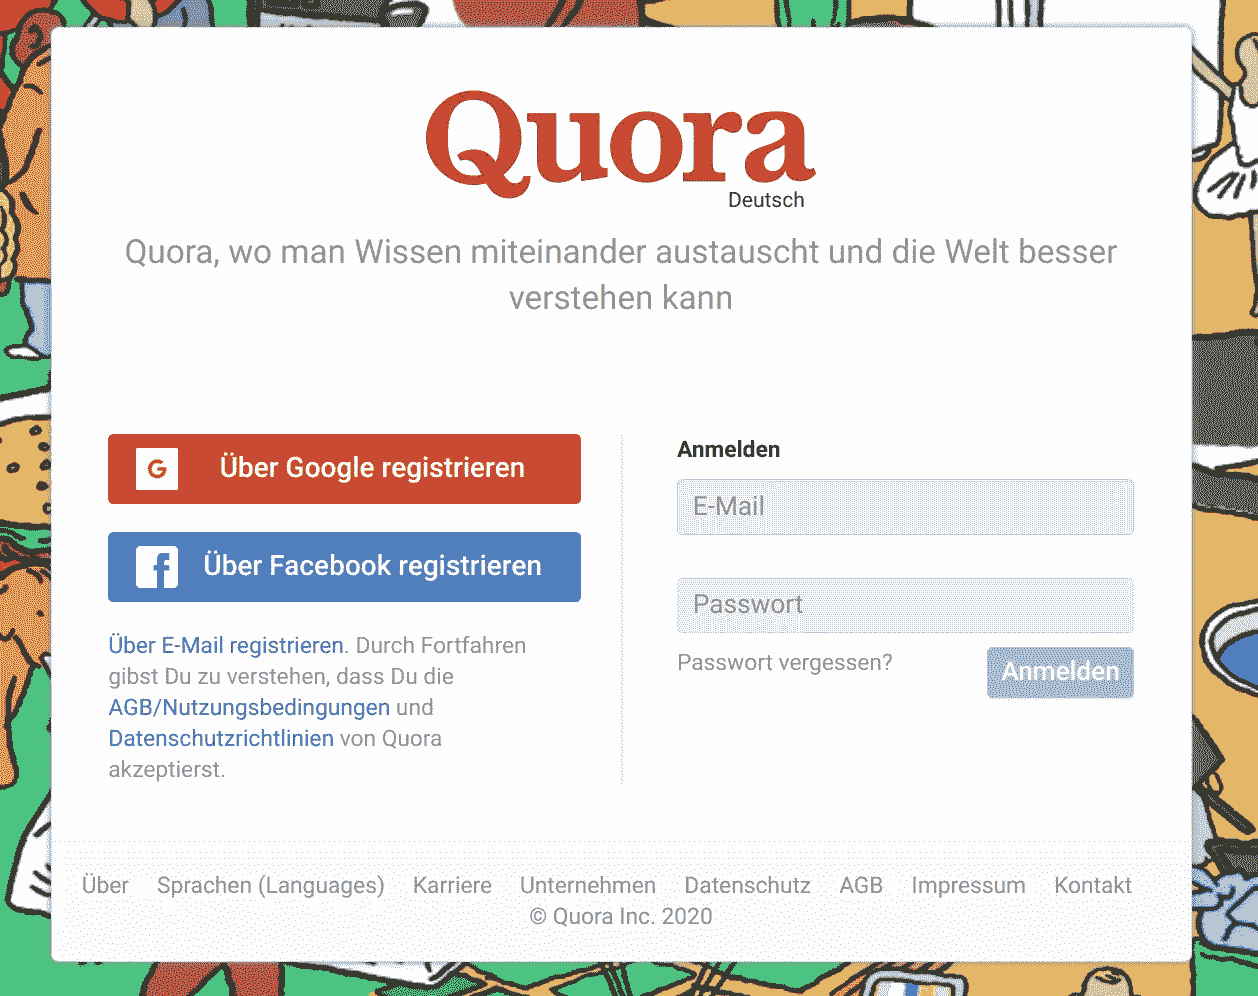 Quora
Deutsch
Quora, wo man Wissen miteinander austauscht und die Welt besser
verstehen kann
G Über Google registrieren
f Über Facebook registrieren
Über E-Mail registrieren. Durch Fortfahren
gibst Du zu verstehen, dass Du die
AGB/Nutzungsbedingungen und
Datenschutzrichtlinien von Quora
akzeptierst.
Anmelden
E-Mail
Passwort
Passwort vergessen?
Anmelden
Über Sprachen (Languages) Karriere Unternehmen Datenschutz AGB Impressum Kontakt
© Quora Inc. 2020